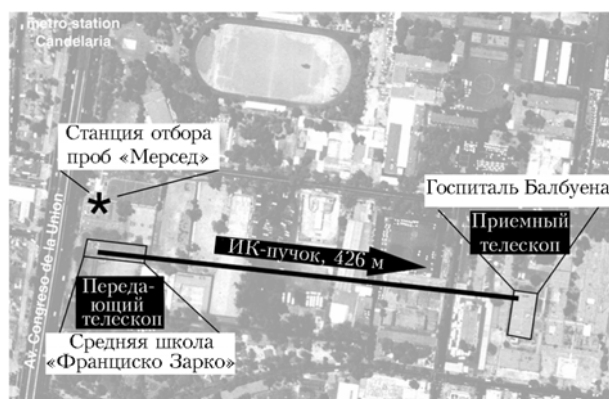 metro-station
Candelaria
Станция отбора
проб «Мерсед»
Госпиталь Балбуена
Приемный
телескоп
ИК-пучок, 426 м
Переда-
ющий
телескоп
Средняя школа
«Франциско Зарко»
Av. Congreso de la Union